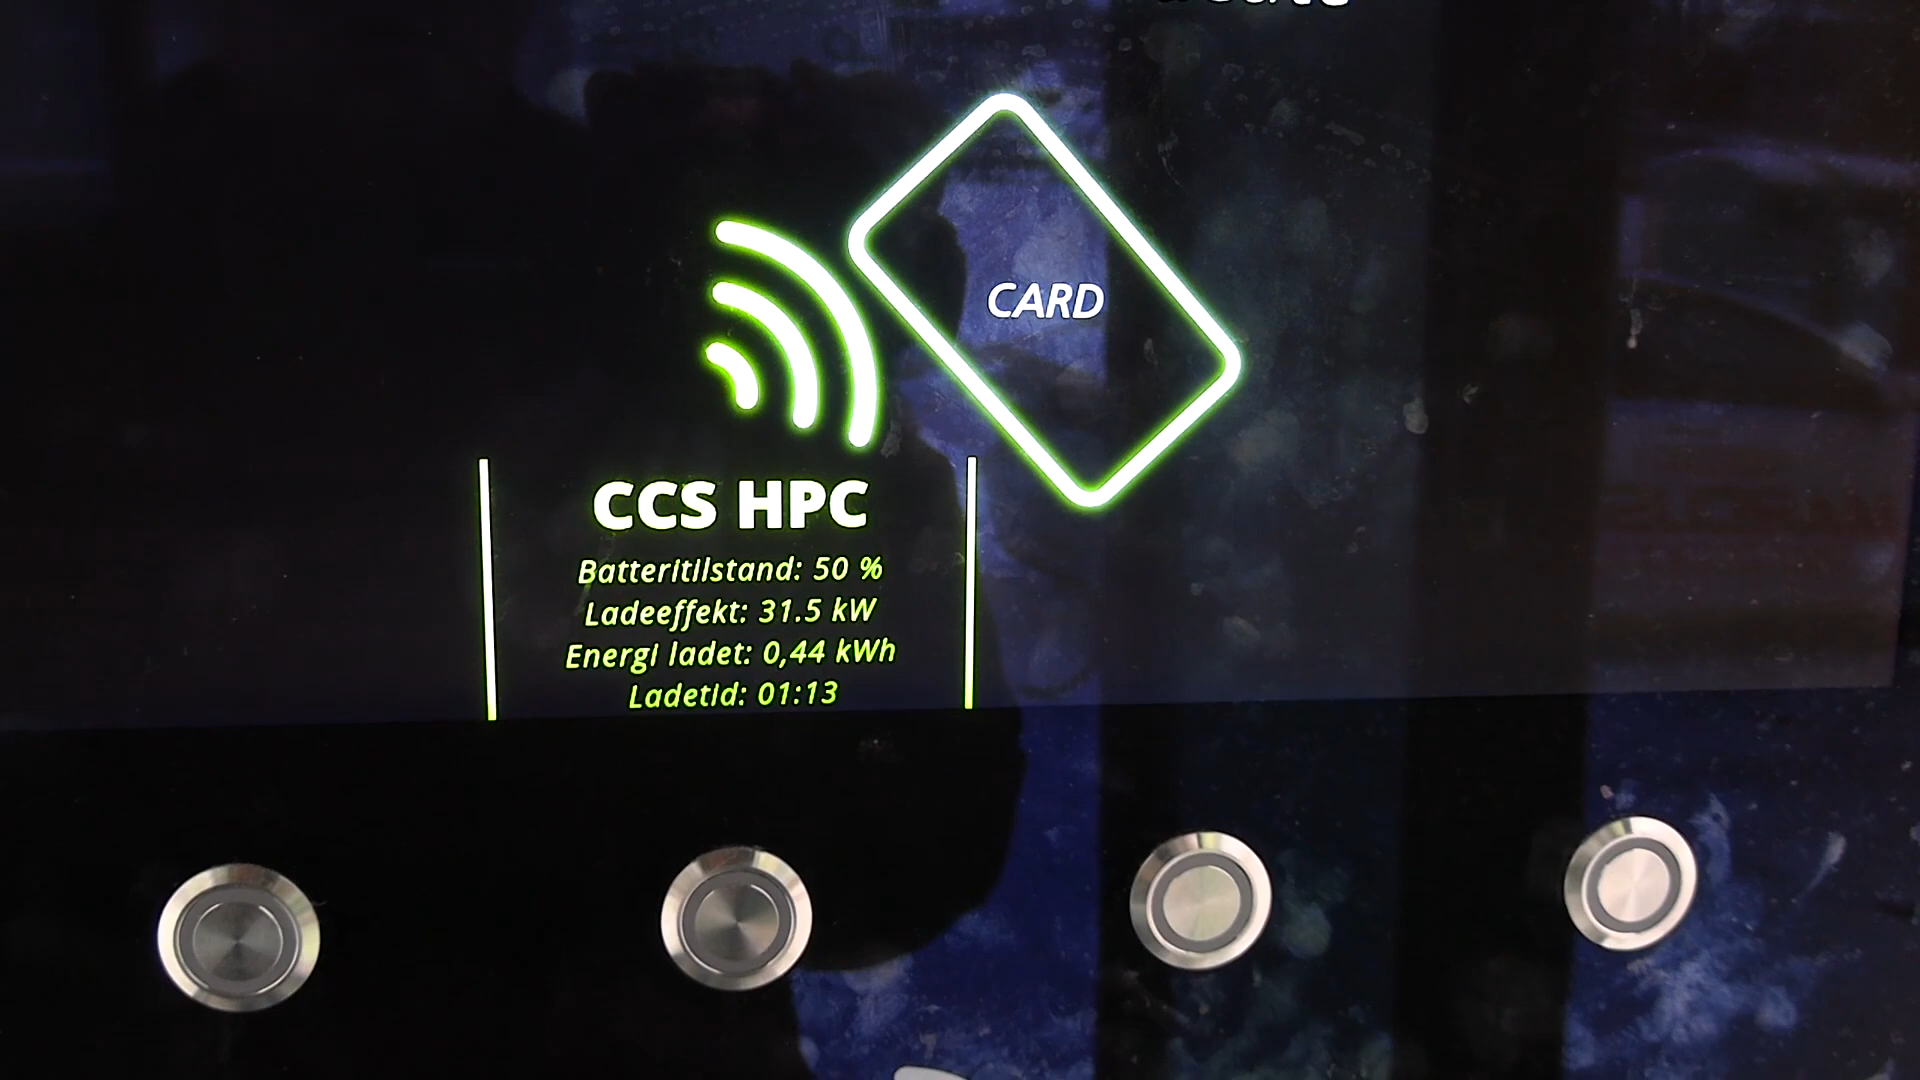 CARD
CCS HPC
Batteritilstand: 50 %
Ladeeffekt: 31.5 kW
Energi ladet: 0,44 kWh
Ladetid: 01:13